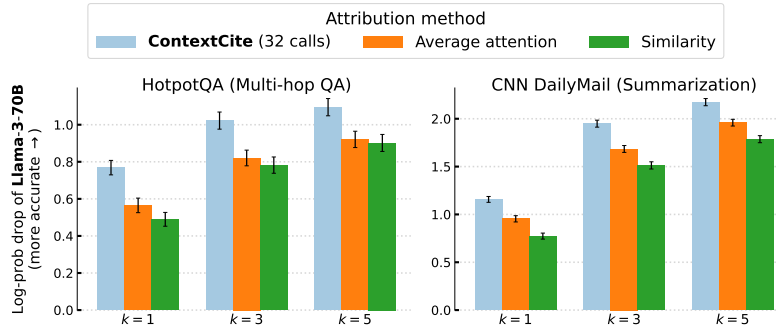 Attribution method
ContextCite (32 calls) Average attention Similarity
HotpotQA (Multi-hop QA)
Log-prob drop of Llama-3-70B
(more accurate →)
1.0
0.8
0.6
0.4
0.2
0.0
k = 1 k = 3 k = 5
CNN DailyMail (Summarization)
2.0
1.5
1.0
0.5
0.0
k = 1 k = 3 k = 5